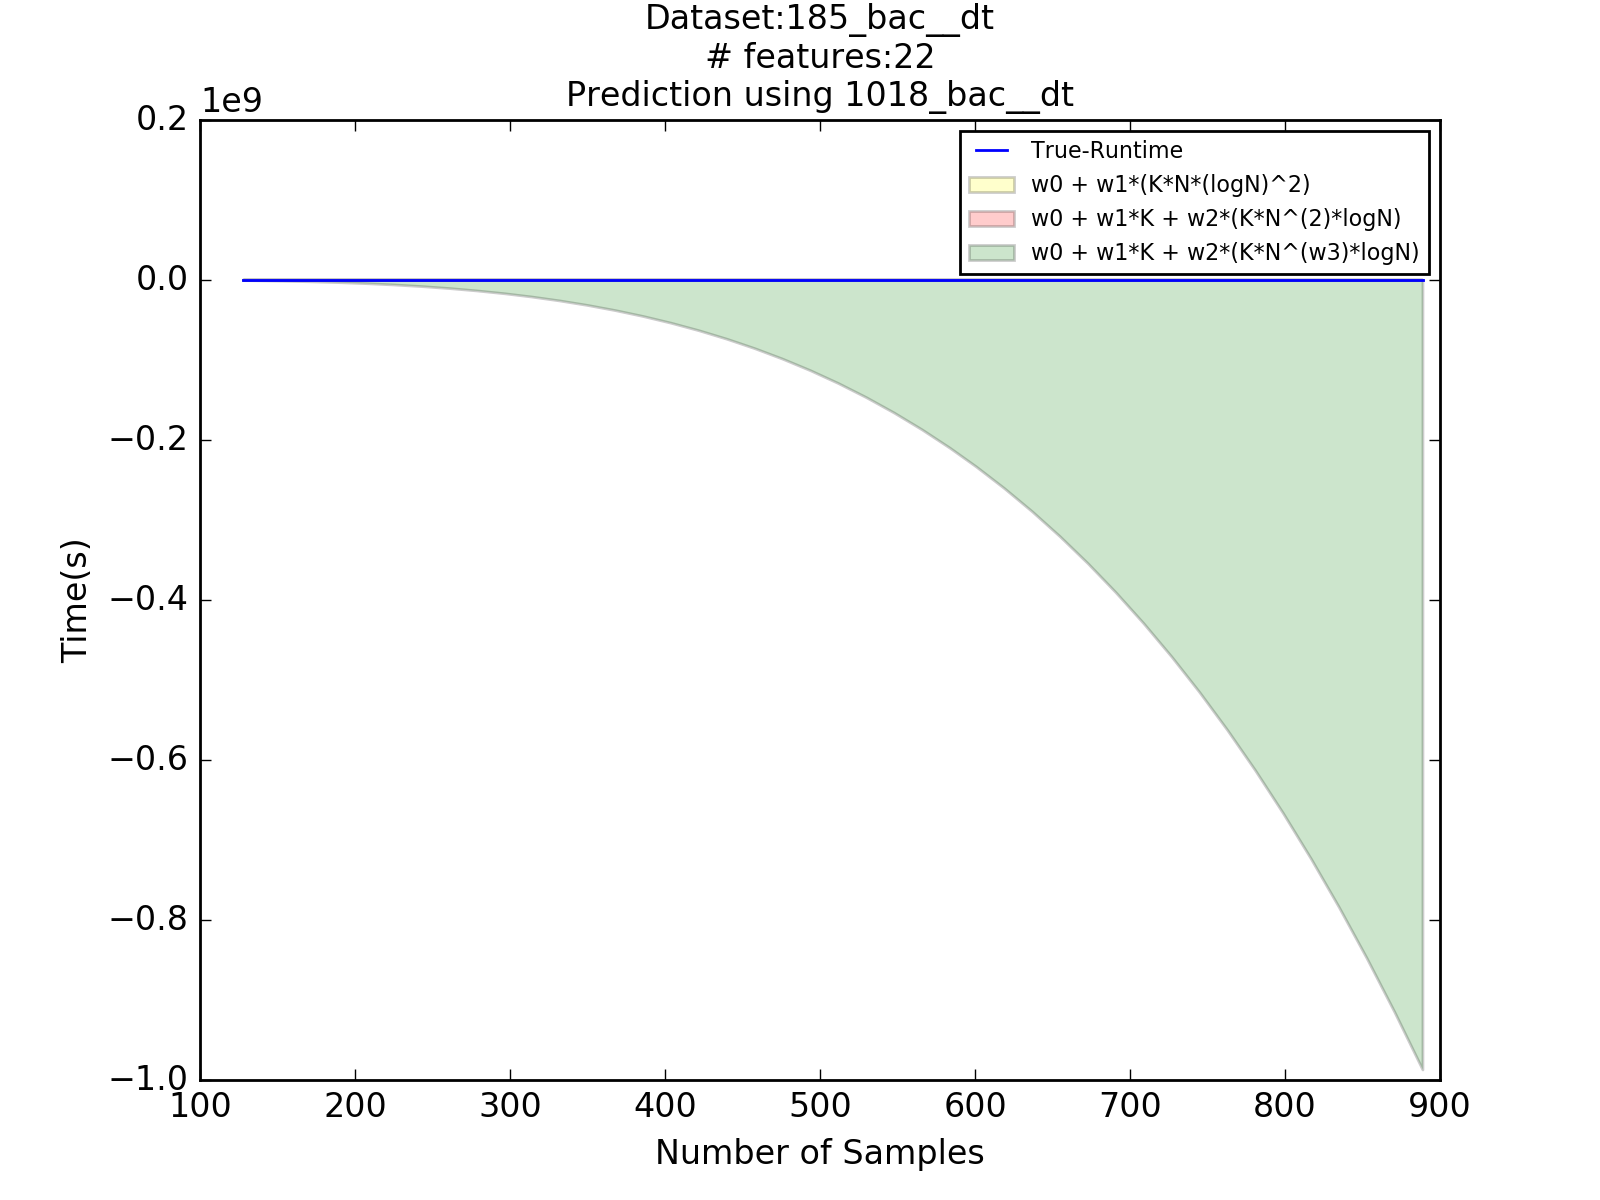 Dataset:185_bac__dt
# features:22
Prediction using 1018_bac__dt
1e9
0.2
0.0
−0.2
−0.4
−0.6
−0.8
−1.0
Time(s)
True-Runtime
w0 + w1*(K*N*(logN)^2)
w0 + w1*K + w2*(K*N^(2)*logN)
w0 + w1*K + w2*(K*N^(w3)*logN)
100 200 300 400 500 600 700 800 900
Number of Samples